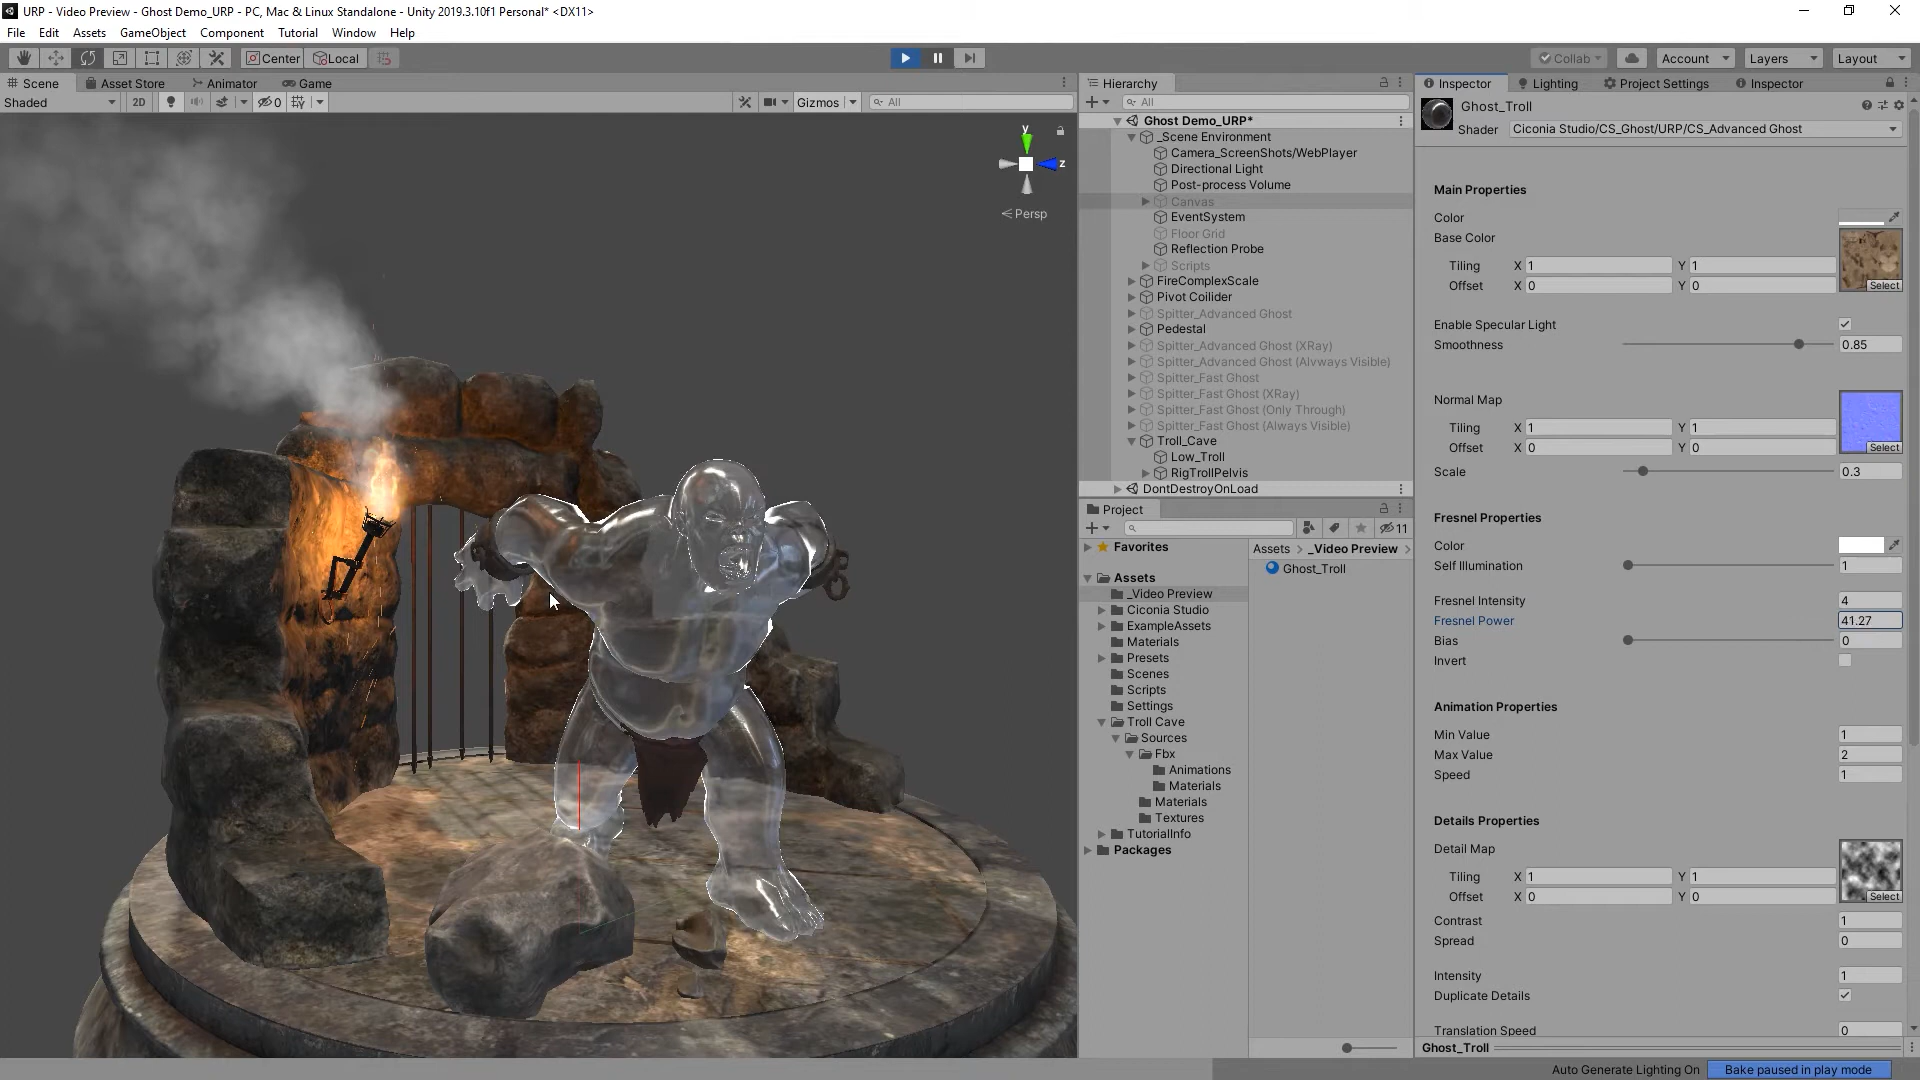 URP - Video Preview - Ghost Demo_URP - PC, Mac & Linux Standalone - Unity 2019.3.10f1 Personal* <DX11>
File Edit Assets GameObject Component Tutorial Window Help
Center Local Collab Account Layers Layout
Scene Asset Store Animator Game
Shaded 2D 0 Gizmos All
y
z
Persp
Hierarchy
All
Ghost Demo_URP*
_Scene Environment
Camera_ScreenShots/WebPlayer
Directional Light
Post-process Volume
Canvas
EventSystem
Floor Grid
Reflection Probe
Scripts
FireComplexScale
Pivot Coilider
Spitter_Advanced Ghost
Pedestal
Spitter_Advanced Ghost (XRay)
Spitter_Advanced Ghost (Alvways Visible)
Spitter_Fast Ghost
Spitter_Fast Ghost (XRay)
Spitter_Fast Ghost (Only Through)
Spitter_Fast Ghost (Always Visible)
Troll_Cave
Low_Troll
RigTrollPelvis
DontDestroyOnLoad
Project
11
Favorites
Assets
_Video Preview
Ciconia Studio
ExampleAssets
Materials
Presets
Scenes
Scripts
Settings
Troll Cave
Sources
Fbx
Animations
Materials
Materials
Textures
TutorialInfo
Packages
Assets > _Video Preview >
Ghost_Troll
Inspector Lighting Project Settings Inspector
Ghost_Troll
Shader Ciconia Studio/CS_Ghost/URP/CS_Advanced Ghost
Main Properties
Color
Base Color
Tiling X 1 Y 1
Offset X 0 Y 0
Select
Enable Specular Light
Smoothness 0.85
Normal Map
Tiling X 1 Y 1
Offset X 0 Y 0
Select
Scale 0.3
Fresnel Properties
Color
Self Illumination 1
Fresnel Intensity 4
Fresnel Power 41.27
Bias 0
Invert
Animation Properties
Min Value 1
Max Value 2
Speed 1
Details Properties
Detail Map
Tiling X 1 Y 1
Offset X 0 Y 0
Select
Contrast 1
Spread 0
Intensity 1
Duplicate Details
Translation Speed 0
Ghost_Troll
Auto Generate Lighting On Bake paused in play mode